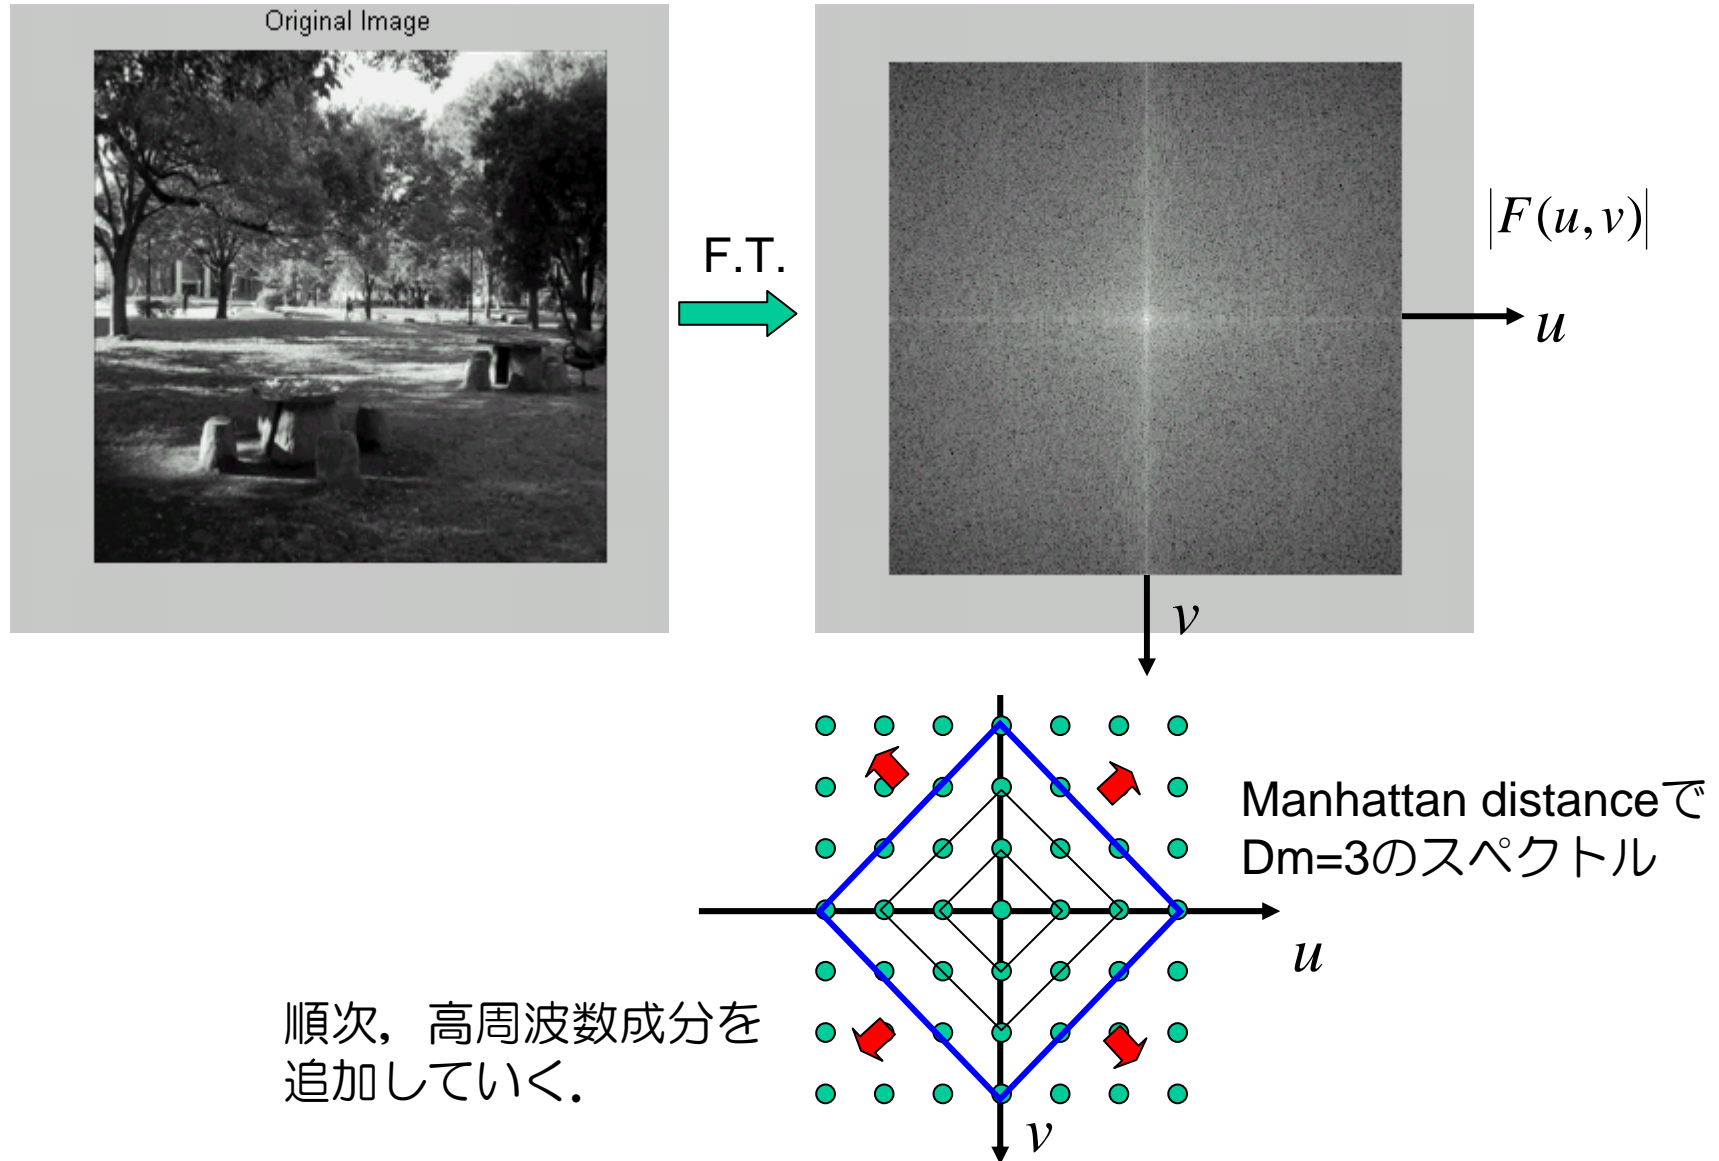 Original Image
F.T.
|F(u,v)|
u
v
Manhattan distanceで
Dm=3のスペクトル
u
順次，高周波数成分を
追加していく．
v